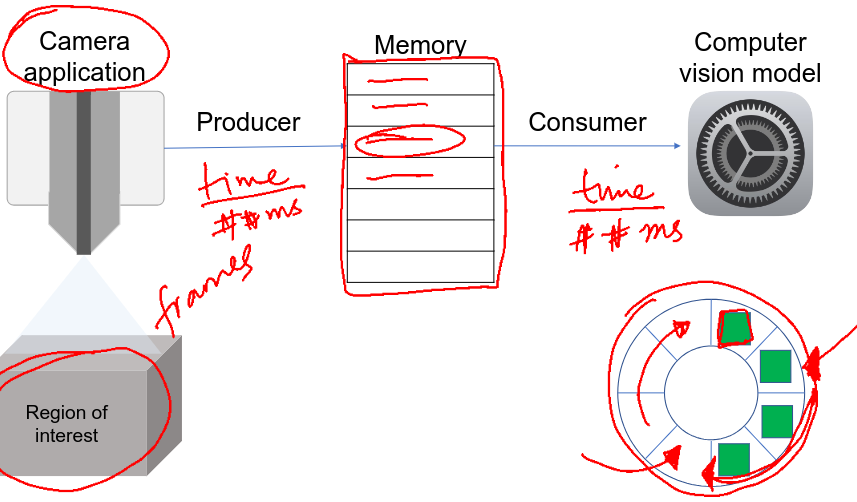 Camera
application
Memory
Computer
vision model
Producer
Consumer
time
##ms
time
##ms
frames
Region of
interest